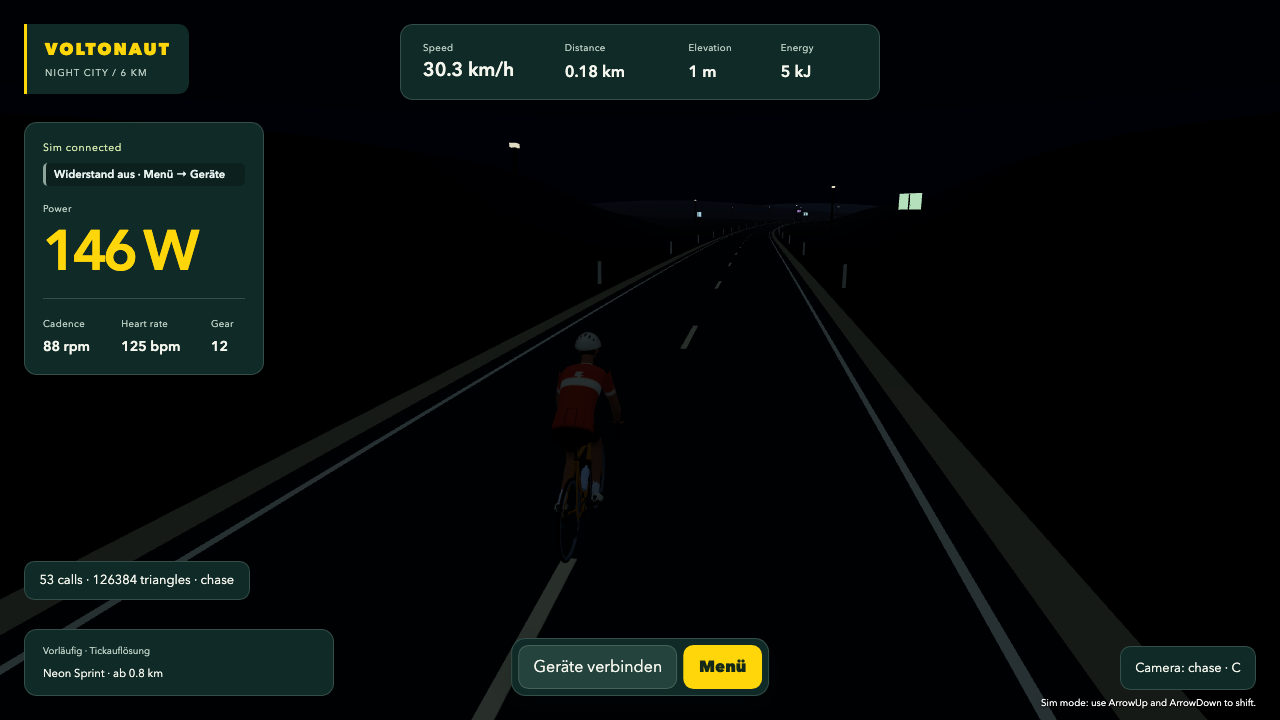 VOLTONAUT
NIGHT CITY / 6 KM
Speed
30.3 km/h
Distance
0.18 km
Elevation
1 m
Energy
5 kJ
Sim connected
Widerstand aus · Menü → Geräte
Power
146 W
Cadence
88 rpm
Heart rate
125 bpm
Gear
12
53 calls · 126384 triangles · chase
Vorläufig · Tickauflösung
Neon Sprint · ab 0.8 km
Geräte verbinden
Menü
Camera: chase · C
Sim mode: use ArrowUp and ArrowDown to shift.